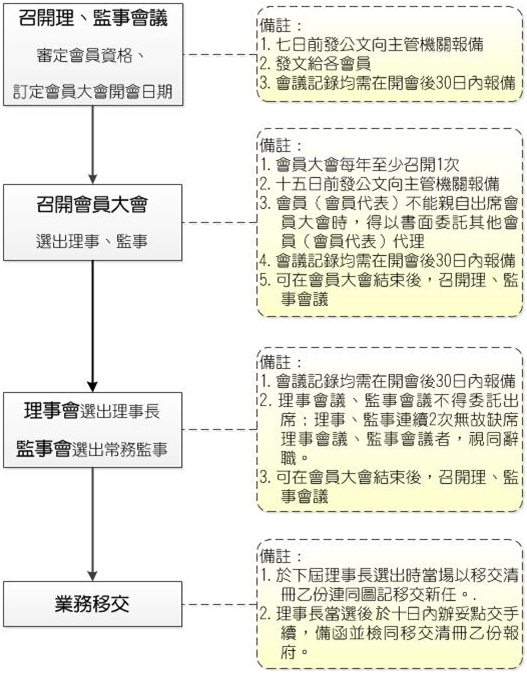 召開理、監事會議
審定會員資格、
訂定會員大會開會日期
備註：
1. 七日前發公文向主管機關報備
2. 發文給各會員
3. 會議記錄均需在開會後30日內報備
召開會員大會
選出理事、監事
備註：
1. 會員大會每年至少召開1次
2. 十五日前發公文向主管機關報備
3. 會員（會員代表）不能親自出席會
員大會時，得以書面委託其他會
員（會員代表）代理
4. 會議記錄均需在開會後30日內報備
5. 可在會員大會結束後，召開理、監
事會議
理事會選出理事長
監事會選出常務監事
備註：
1. 會議記錄均需在開會後30日內報備
2. 理事會議、監事會議不得委託出
席；理事、監事連續2次無故缺席
理事會議、監事會議者，視同辭
職。
3. 可在會員大會結束後，召開理、監
事會議
業務移交
備註：
1. 於下屆理事長選出時當場以移交清
冊乙份連同圖記移交新任。.
2. 理事長當選後於十日內辦妥點交手
續，備函並檢同移交清冊乙份報
府。